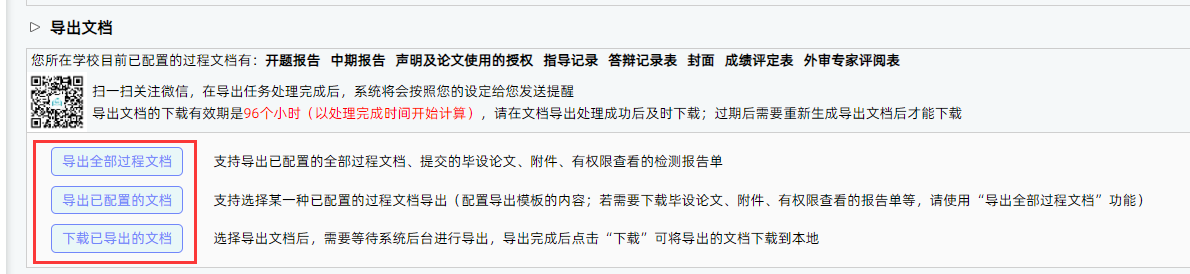 导出文档
您所在学校目前已配置的过程文档有：开题报告 中期报告 声明及论文使用的授权 指导记录 答辩记录表 封面 成绩评定表 外审专家评阅表
扫一扫关注微信，在导出任务处理完成后，系统将会按照您的设定给您发送提醒
导出文档的下载有效期是96个小时（以处理完成时间开始计算），请在文档导出处理成功后及时下载；过期后需要重新生成导出文档后才能下载
导出全部过程文档 支持导出已配置的全部过程文档、提交的毕设论文、附件、有权限查看的检测报告单
导出已配置的文档 支持选择某一种已配置的过程文档导出（配置导出模板的内容；若需要下载毕设论文、附件、有权限查看的报告单等，请使用“导出全部过程文档”功能）
下载已导出的文档 选择导出文档后，需要等待系统后台进行导出，导出完成后点击“下载”可将导出的文档下载到本地